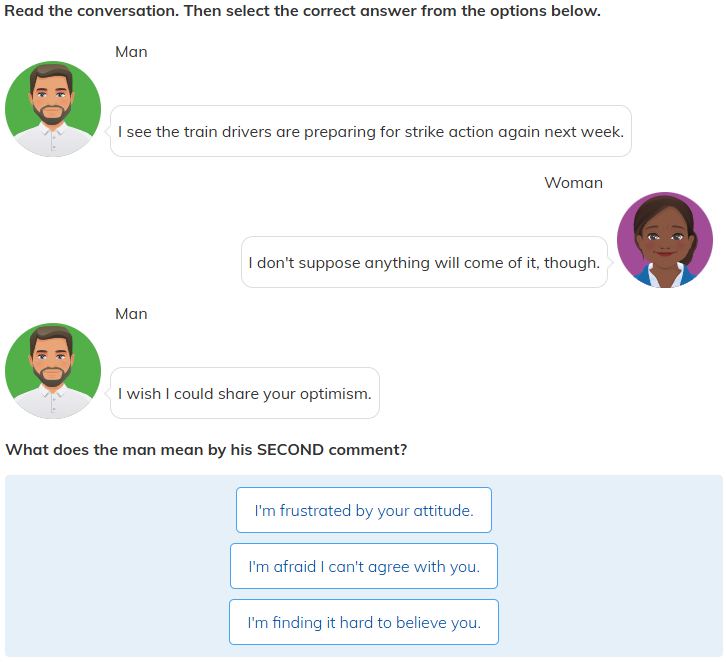 Read the conversation. Then select the correct answer from the options below.
Man
I see the train drivers are preparing for strike action again next week.
Woman
I don't suppose anything will come of it, though.
Man
I wish I could share your optimism.
What does the man mean by his SECOND comment?
I'm frustrated by your attitude.
I'm afraid I can't agree with you.
I'm finding it hard to believe you.